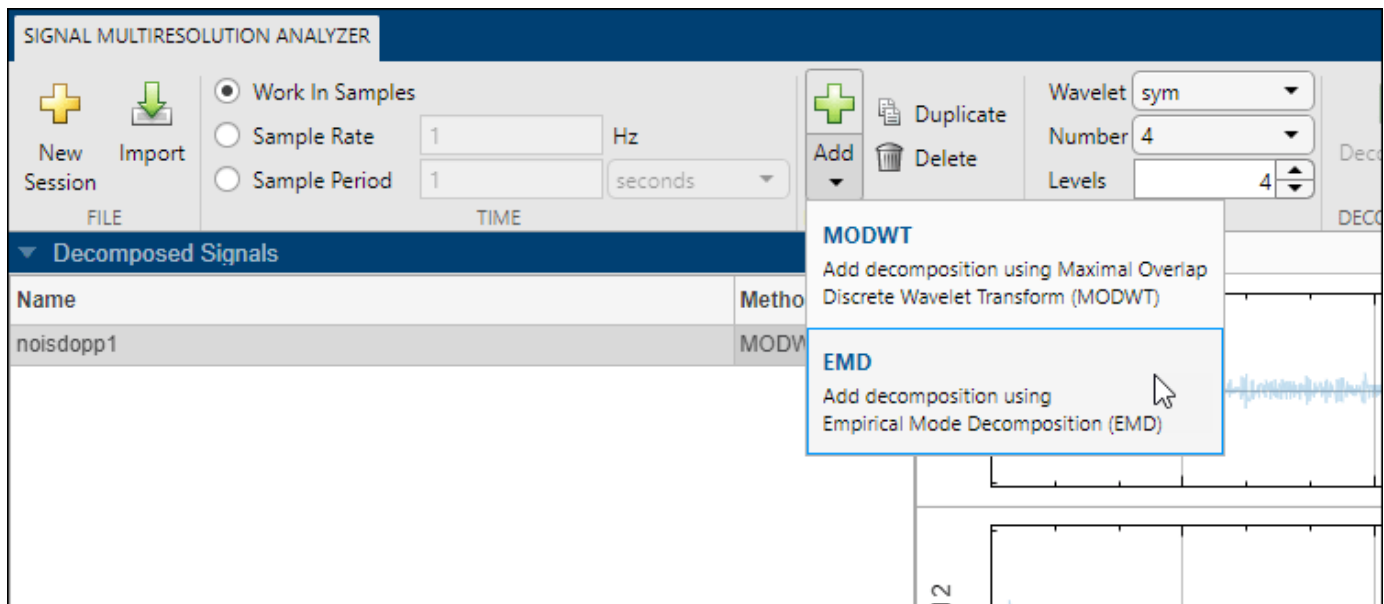 SIGNAL MULTIRESOLUTION ANALYZER
New Session
Import
FILE
Work In Samples
Sample Rate 1 Hz
Sample Period 1 seconds
TIME
Add
Duplicate
Delete
Wavelet sym
Number 4
Levels 4
Decomposed Signals
Name
noisdopp1
MODWT
Add decomposition using Maximal Overlap
Discrete Wavelet Transform (MODWT)
EMD
Add decomposition using
Empirical Mode Decomposition (EMD)